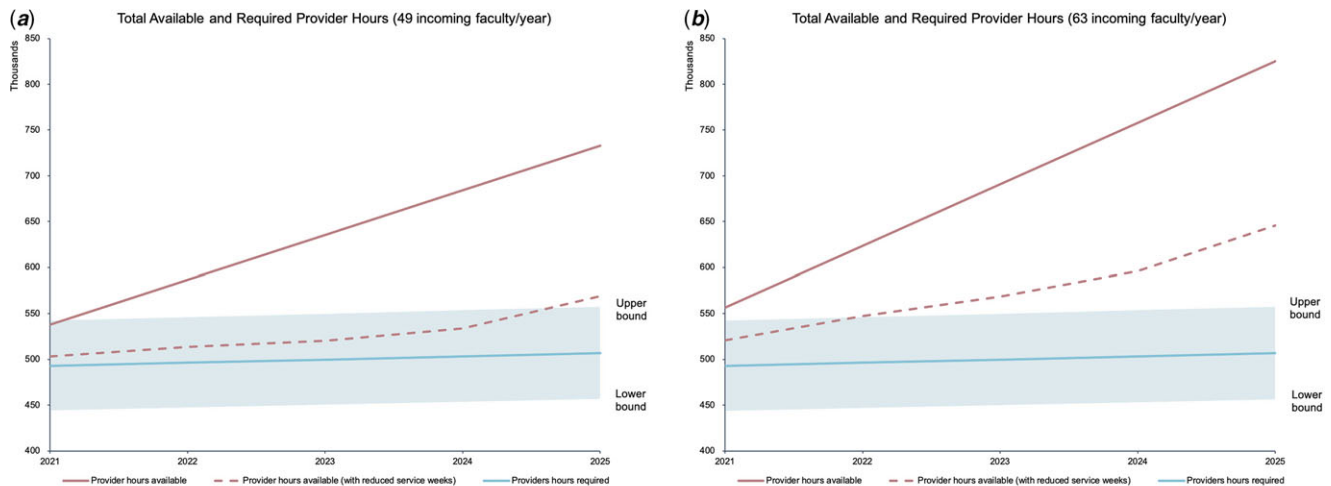 (a)
Total Available and Required Provider Hours (49 incoming faculty/year)
Thousands
850
800
750
700
650
600
550
500
450
400
2021
2022
2023
2024
2025
Upper
bound
Lower
bound
Provider hours available
Provider hours available (with reduced service weeks)
Providers hours required
(b)
Total Available and Required Provider Hours (63 incoming faculty/year)
Thousands
850
800
750
700
650
600
550
500
450
400
2021
2022
2023
2024
2025
Upper
bound
Lower
bound
Provider hours available
Provider hours available (with reduced service weeks)
Providers hours required